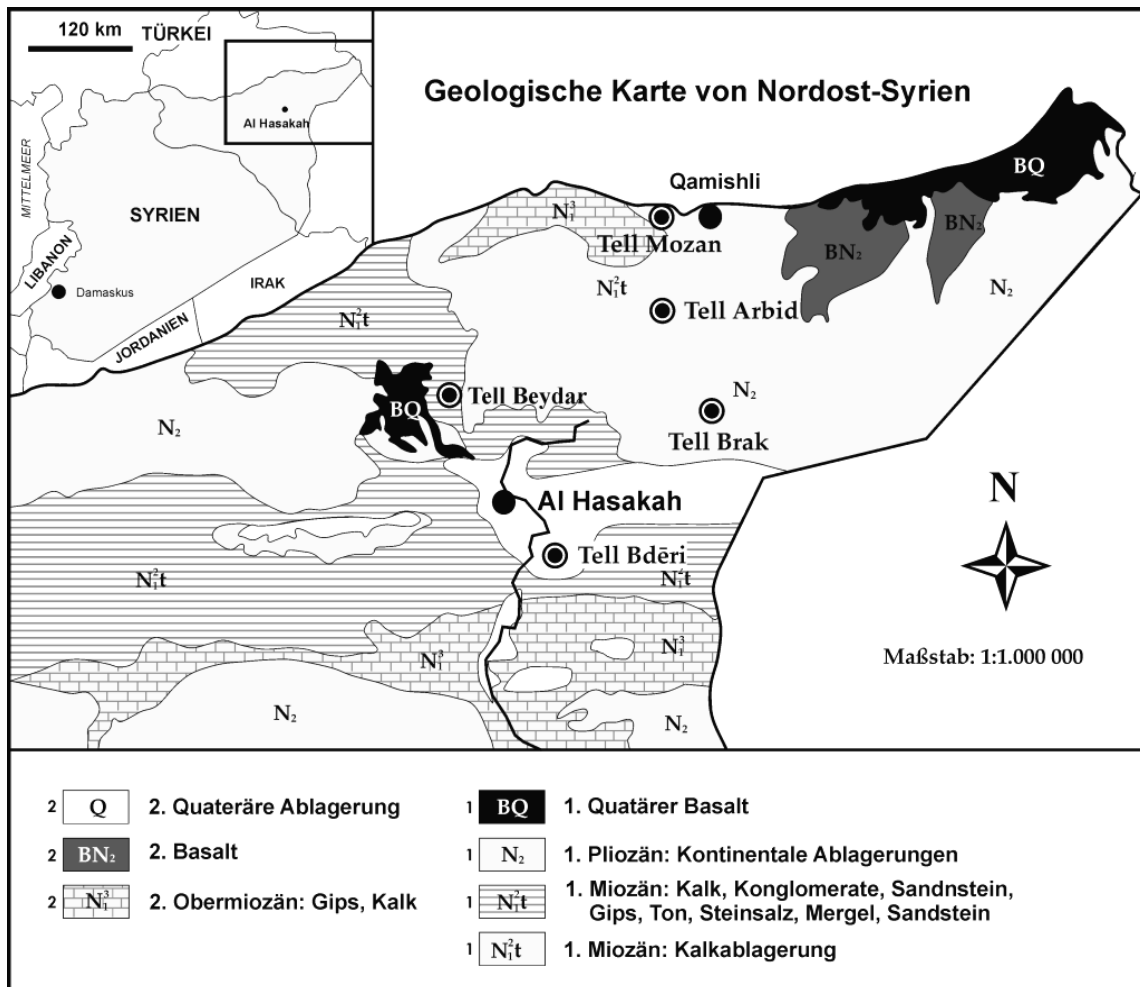 120 km
TÜRKEI
Al Hasakah
MITTELMEER
SYRIEN
LIBANON
Damaskus
IRAK
JORDANIEN
Geologische Karte von Nordost-Syrien
BQ
Qamishli
N₁³
Tell Mozan
BN₂
BN₂
N₁²t
N₂
Tell Arbid
N₁²t
Tell Beydar
N₂
BQ
N₂
Tell Brak
Al Hasakah
N
Tell Bdēri
N₁²t
N₁²t
N₁³
N₁³
Maßstab: 1:1.000 000
N₂
N₂
2 Q 2. Quateräre Ablagerung
2 BN₂ 2. Basalt
2 N₁³ 2. Obermiozän: Gips, Kalk
1 BQ 1. Quatärer Basalt
1 N₂ 1. Pliozän: Kontinentale Ablagerungen
1 N₁²t 1. Miozän: Kalk, Konglomerate, Sandnstein,
Gips, Ton, Steinsalz, Mergel, Sandstein
1 N₁²t 1. Miozän: Kalkablagerung